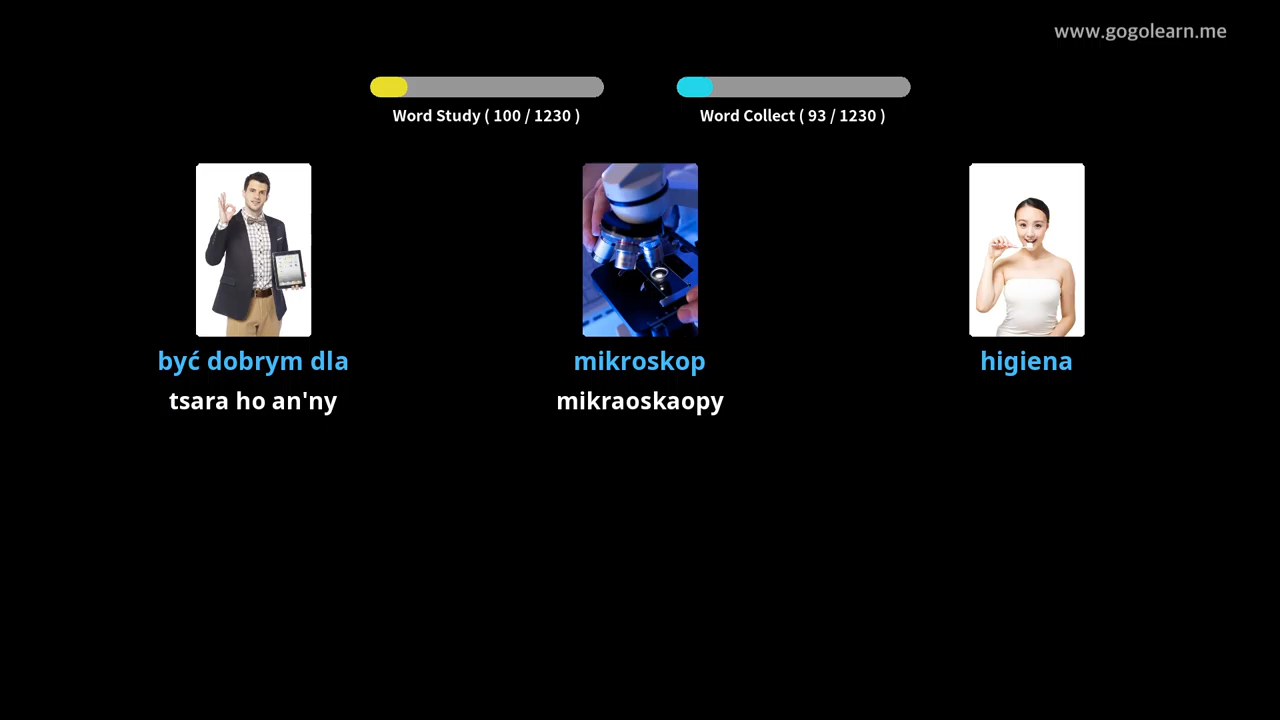 www.gogolearn.me
Word Study ( 100 / 1230 )
Word Collect ( 93 / 1230 )
być dobrym dla
mikroskop
higiena
tsara ho an'ny
mikraoskaopy